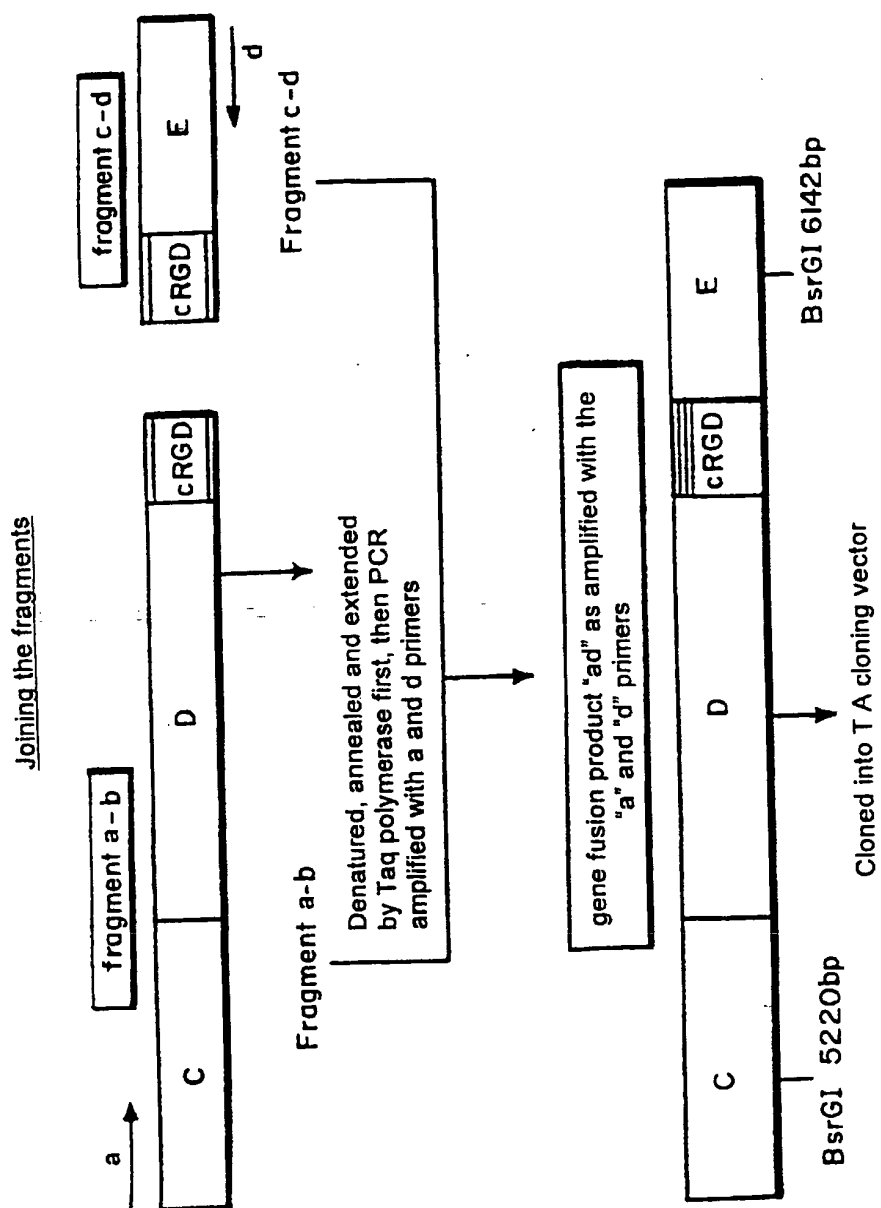 Joining the fragments
fragment a-b
fragment c-d
a
C
D
cRGD
cRGD
E
d
Fragment a-b
Fragment c-d
Denatured, annealed and extended
by Taq polymerase first, then PCR
amplified with a and d primers
gene fusion product "ad" as amplified with the
"a" and "d" primers
C
D
cRGD
E
BsrGI 5220bp
BsrGI 6142bp
Cloned into T A cloning vector